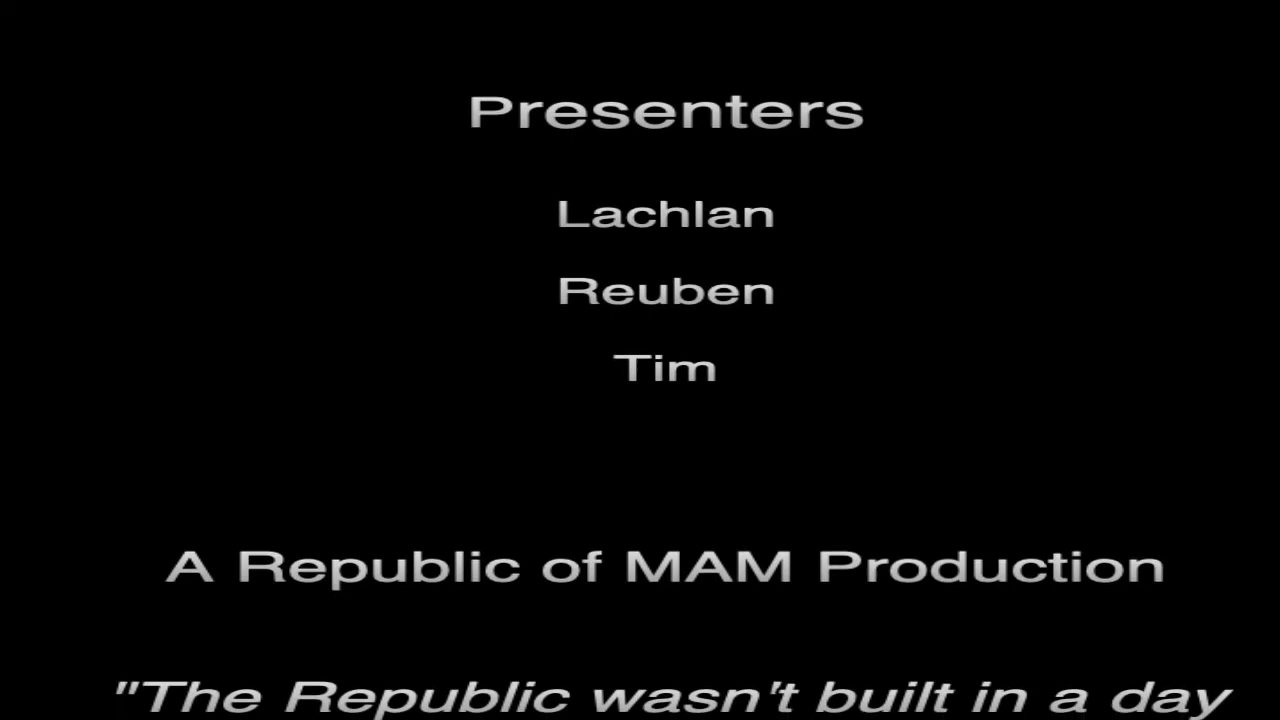 Presenters
Lachlan
Reuben
Tim
A Republic of MAM Production
"The Republic wasn't built in a day